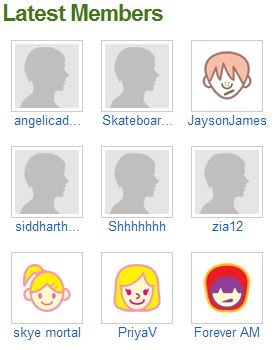 Latest Members
angelicad... Skateboar... JaysonJames
siddharth... Shhhhhhh zia12
skye mortal PriyaV Forever AM